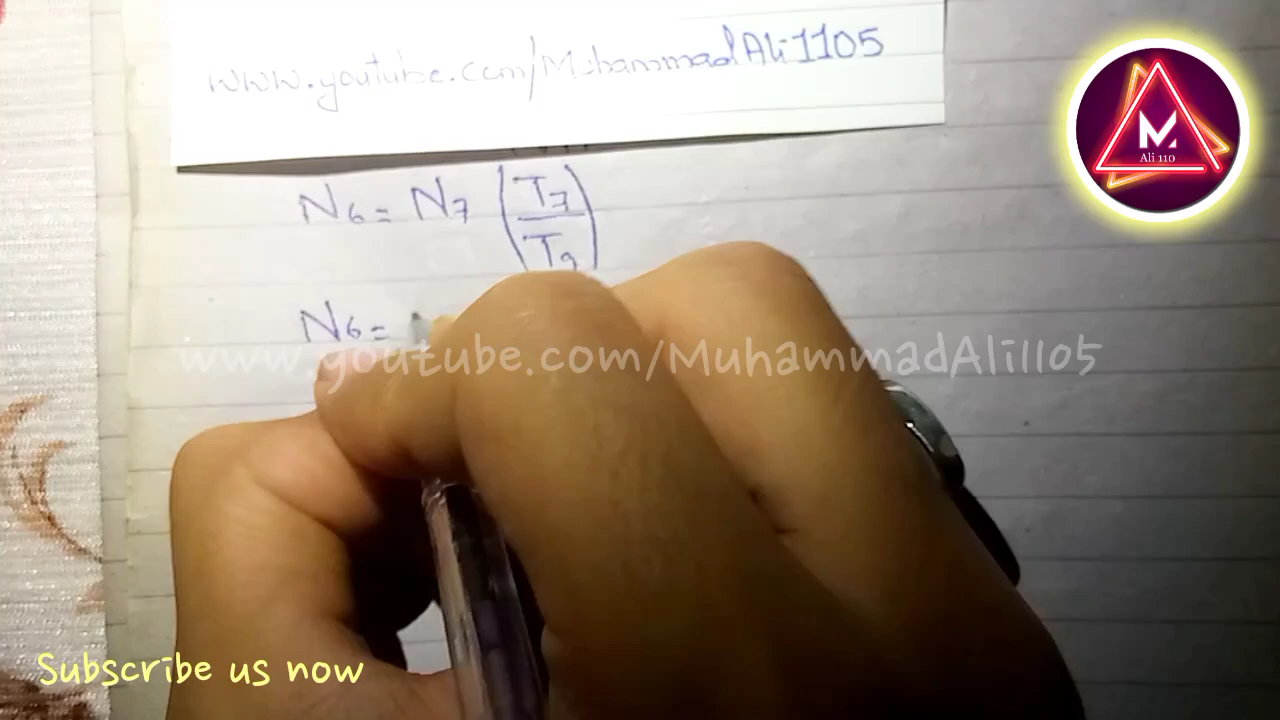 www.youtube.com/MuhammadAli1105
M
Ali 110
N6 = N7 (T7/T9)
N6 =
www.youtube.com/MuhammadAli1105
Subscribe us now